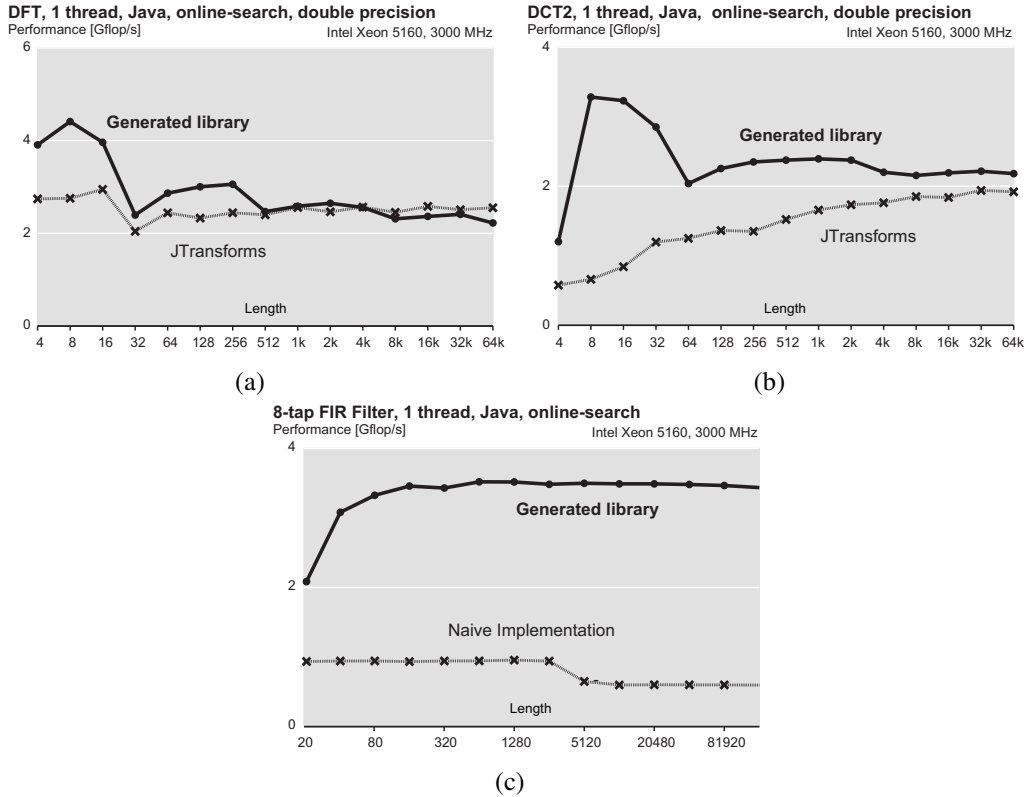 DFT, 1 thread, Java, online-search, double precision
Performance [Gflop/s]
Intel Xeon 5160, 3000 MHz
6
4
2
0
Generated library
JTransforms
Length
4 8 16 32 64 128 256 512 1k 2k 4k 8k 16k 32k 64k
(a)
DCT2, 1 thread, Java, online-search, double precision
Performance [Gflop/s]
Intel Xeon 5160, 3000 MHz
4
2
0
Generated library
JTransforms
Length
4 8 16 32 64 128 256 512 1k 2k 4k 8k 16k 32k 64k
(b)
8-tap FIR Filter, 1 thread, Java, online-search
Performance [Gflop/s]
Intel Xeon 5160, 3000 MHz
4
2
0
Generated library
Naive Implementation
Length
20 80 320 1280 5120 20480 81920
(c)